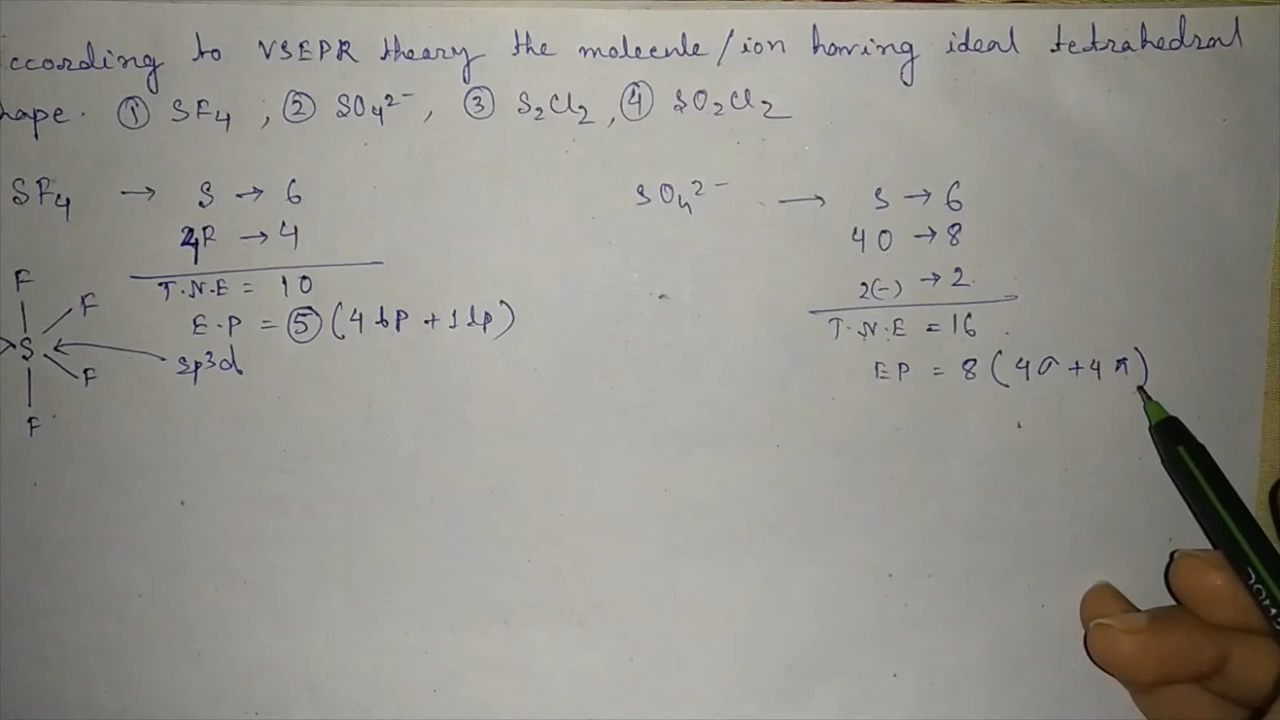 ccording to VSEPR theory the molecule/ion having ideal tetrahedral
hape. ① SF4 ; ② SO4²⁻, ③ S2Cl2, ④ SO2Cl2
SF4 → S → 6
4F → 4
T.N.E = 10
E.P = ⑤ (4 bp + 1 lp)
sp³d
F
F
S
F
F
SO4²⁻ → S → 6
4 O → 8
2(-) → 2
T.N.E = 16
EP = 8 (4σ + 4π)